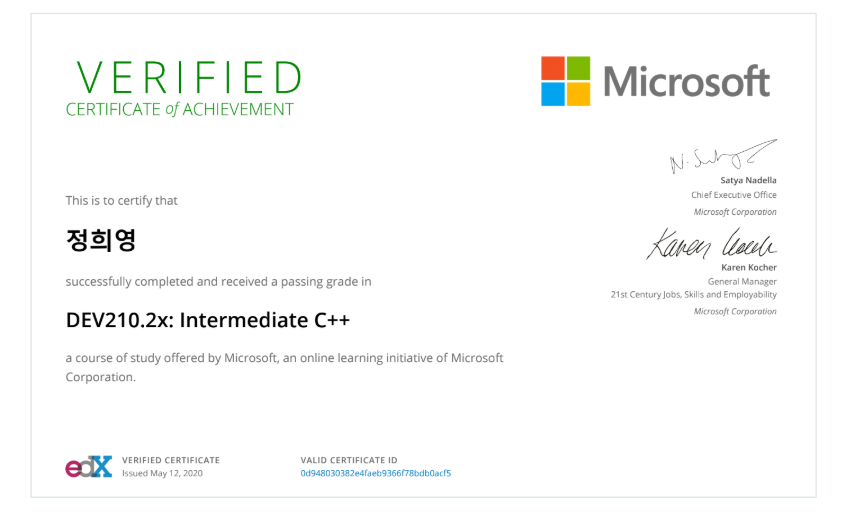 VERIFIED
CERTIFICATE of ACHIEVEMENT
Microsoft
This is to certify that
정희영
successfully completed and received a passing grade in
DEV210.2x: Intermediate C++
a course of study offered by Microsoft, an online learning initiative of Microsoft
Corporation.
N. Satya
Satya Nadella
Chief Executive Office
Microsoft Corporation
Karen Kocher
Karen Kocher
General Manager
21st Century Jobs, Skills and Employability
Microsoft Corporation
edX
VERIFIED CERTIFICATE
Issued May 12, 2020
VALID CERTIFICATE ID
0d948030382e4faeb9366f78bdb0acf5